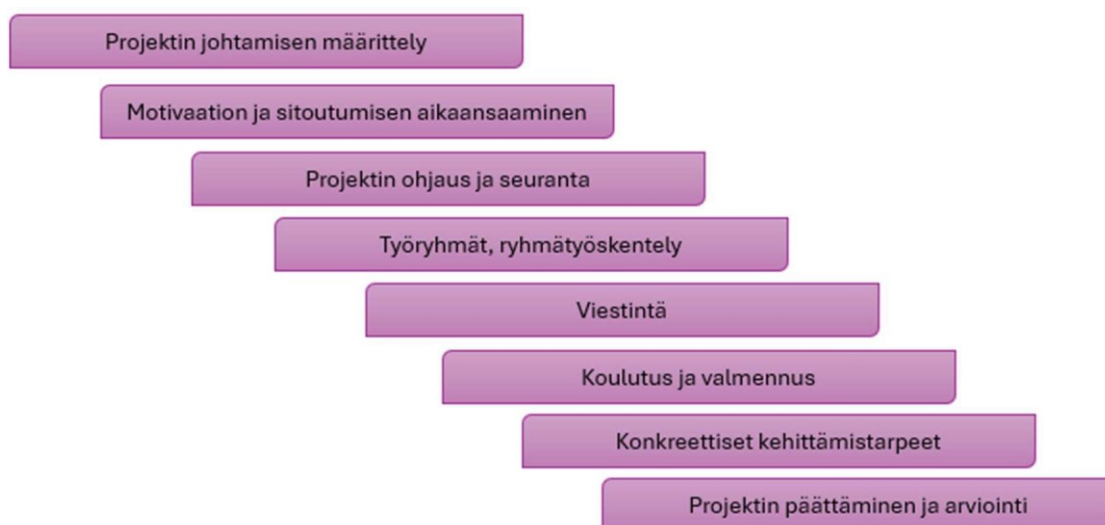 Projektin johtamisen määrittely
Motivaation ja sitoutumisen aikaansaaminen
Projektin ohjaus ja seuranta
Työryhmät, ryhmätyöskentely
Viestintä
Koulutus ja valmennus
Konkreettiset kehittämistarpeet
Projektin päättäminen ja arviointi